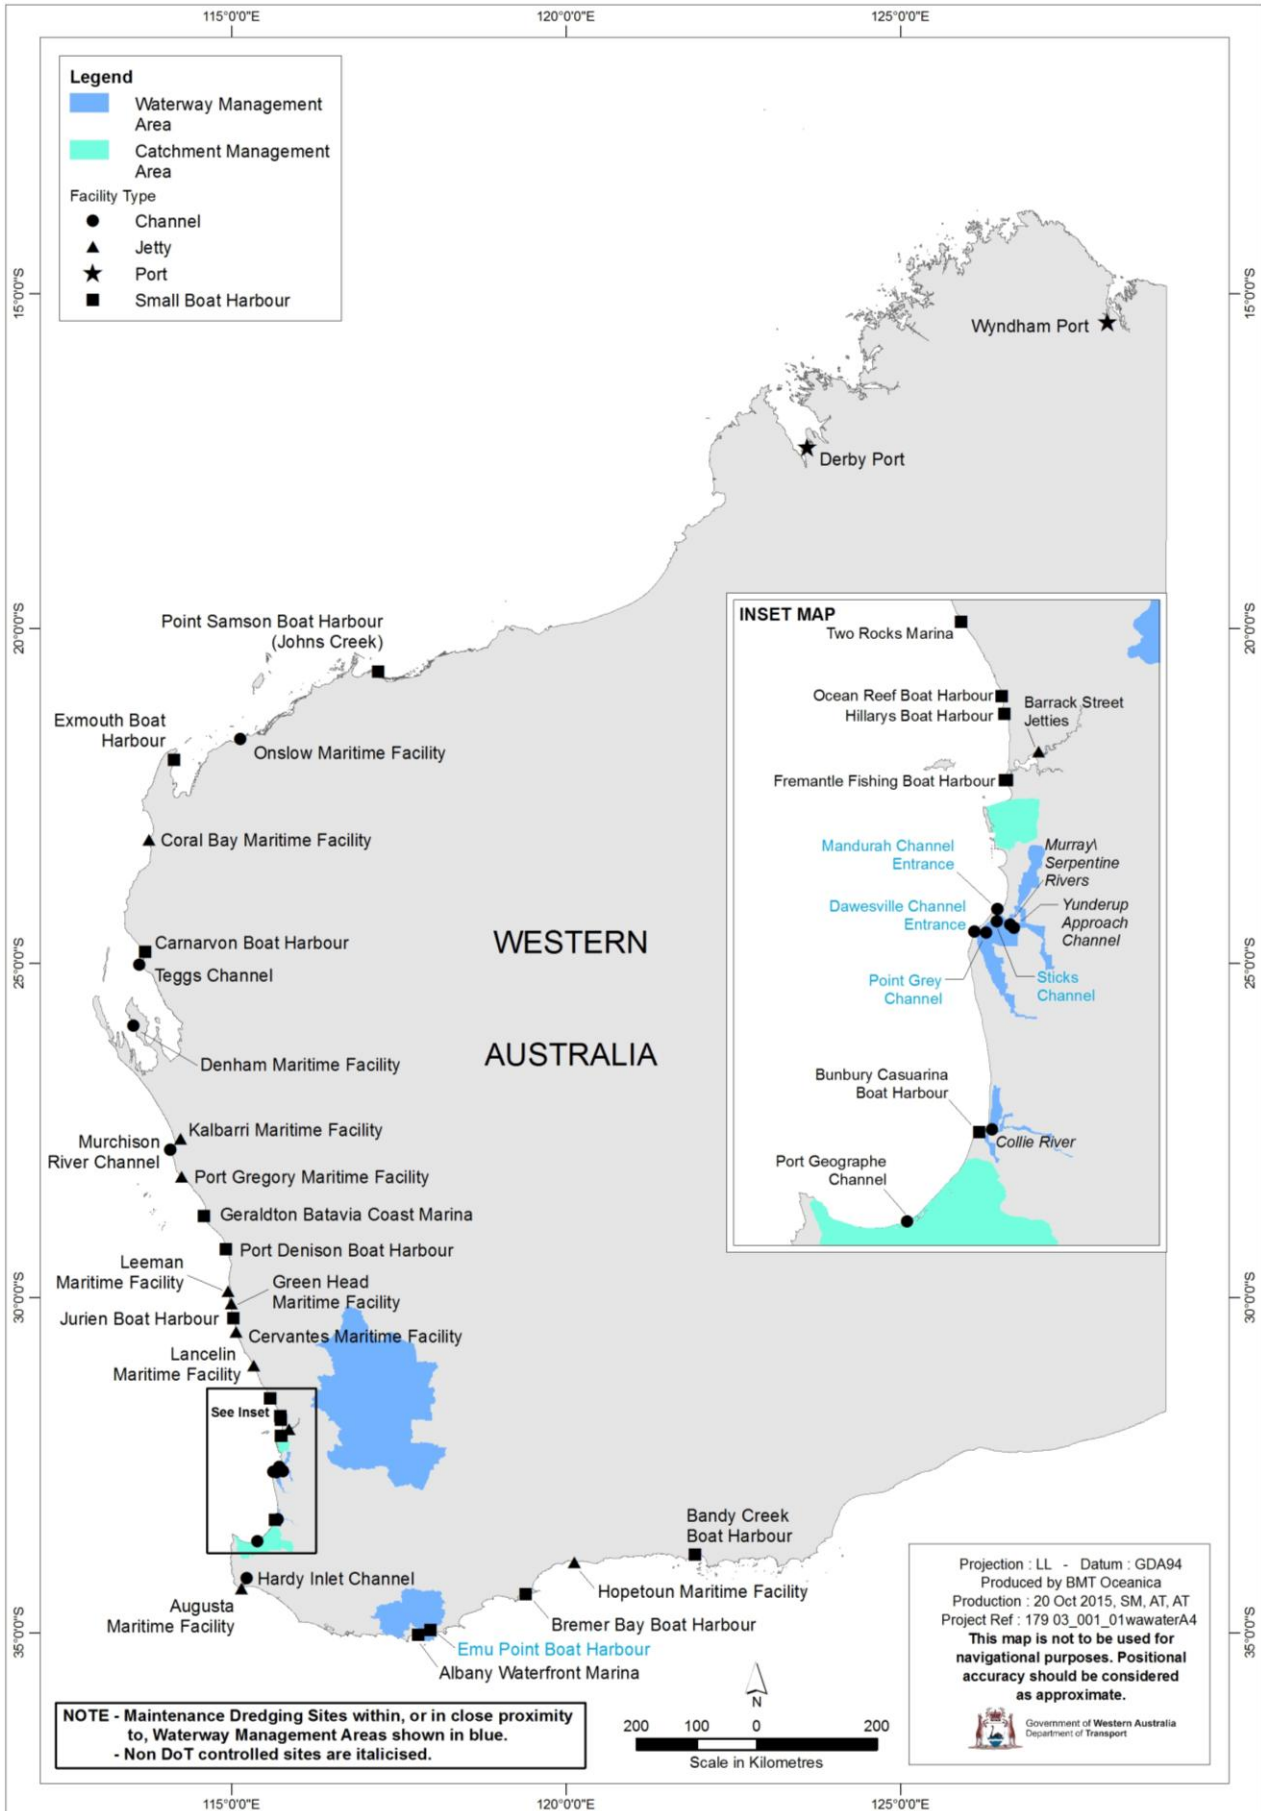 115°0'0"E
120°0'0"E
125°0'0"E
Legend
Waterway Management
Area
Catchment Management
Area
Facility Type
Channel
Jetty
Port
Small Boat Harbour
15°0'0"S
15°0'0"S
Wyndham Port
Derby Port
20°0'0"S
20°0'0"S
Point Samson Boat Harbour
(Johns Creek)
Exmouth Boat
Harbour
Onslow Maritime Facility
Coral Bay Maritime Facility
Carnarvon Boat Harbour
Teggs Channel
25°0'0"S
25°0'0"S
Denham Maritime Facility
WESTERN
AUSTRALIA
Murchison
River Channel
Kalbarri Maritime Facility
Port Gregory Maritime Facility
Geraldton Batavia Coast Marina
Port Denison Boat Harbour
Leeman
Maritime Facility
Green Head
Maritime Facility
30°0'0"S
30°0'0"S
Jurien Boat Harbour
Cervantes Maritime Facility
Lancelin
Maritime Facility
See Inset
INSET MAP
Two Rocks Marina
Ocean Reef Boat Harbour
Hillarys Boat Harbour
Barrack Street
Jetties
Fremantle Fishing Boat Harbour
Mandurah Channel
Entrance
Murray\
Serpentine
Rivers
Dawesville Channel
Entrance
Yunderup
Approach
Channel
Point Grey
Channel
Sticks
Channel
Bunbury Casuarina
Boat Harbour
Collie River
Port Geographe
Channel
Bandy Creek
Boat Harbour
Hardy Inlet Channel
Augusta
Maritime Facility
Hopetoun Maritime Facility
Bremer Bay Boat Harbour
Emu Point Boat Harbour
Albany Waterfront Marina
35°0'0"S
35°0'0"S
NOTE - Maintenance Dredging Sites within, or in close proximity
to, Waterway Management Areas shown in blue.
- Non DoT controlled sites are italicised.
N
200 100 0 200
Scale in Kilometres
Projection : LL - Datum : GDA94
Produced by BMT Oceanica
Production : 20 Oct 2015, SM, AT, AT
Project Ref : 179 03_001_01wawaterA4
This map is not to be used for
navigational purposes. Positional
accuracy should be considered
as approximate.
Government of Western Australia
Department of Transport
115°0'0"E
120°0'0"E
125°0'0"E